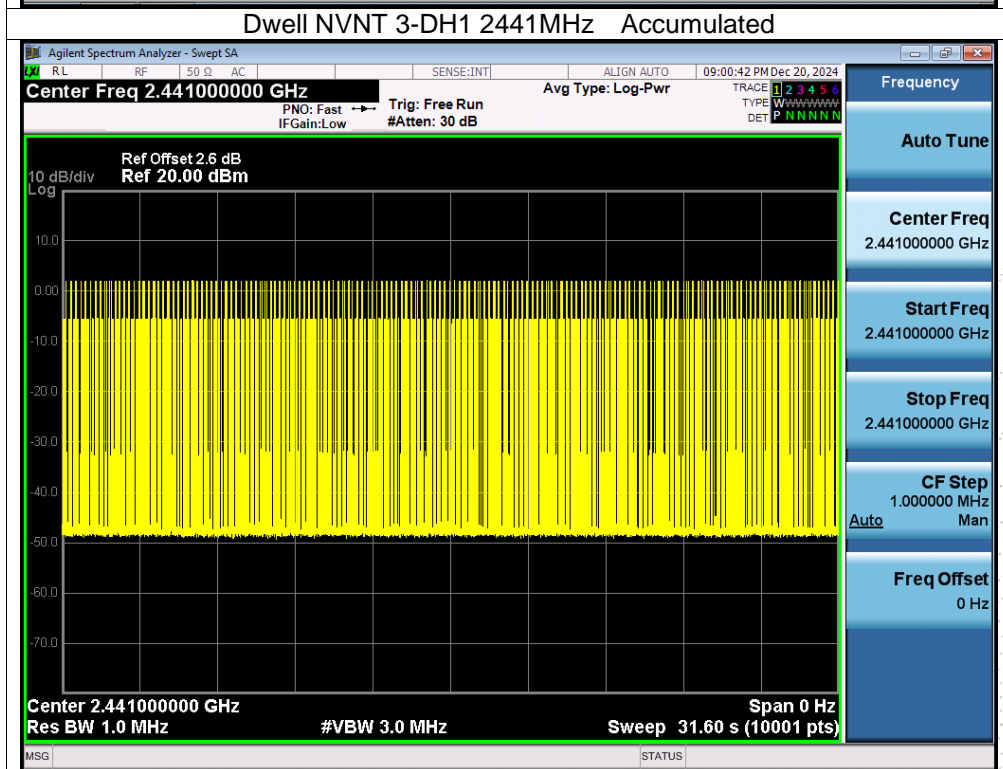 Dwell NVNT 3-DH1 2441MHz Accumulated
Agilent Spectrum Analyzer - Swept SA
LXI RL RF 50 Ω AC SENSE:INT ALIGN AUTO 09:00:42 PM Dec 20, 2024
Center Freq 2.441000000 GHz
PNO: Fast
IFGain:Low
Trig: Free Run
#Atten: 30 dB
Avg Type: Log-Pwr
TRACE 1 2 3 4 5 6
TYPE WWWWWW
DET P N N N N N
Ref Offset 2.6 dB
10 dB/div Ref 20.00 dBm
Log
10.0
0.00
-10.0
-20.0
-30.0
-40.0
-50.0
-60.0
-70.0
Center 2.441000000 GHz Span 0 Hz
Res BW 1.0 MHz #VBW 3.0 MHz Sweep 31.60 s (10001 pts)
MSG STATUS
Frequency
Auto Tune
Center Freq
2.441000000 GHz
Start Freq
2.441000000 GHz
Stop Freq
2.441000000 GHz
CF Step
1.000000 MHz
Auto Man
Freq Offset
0 Hz